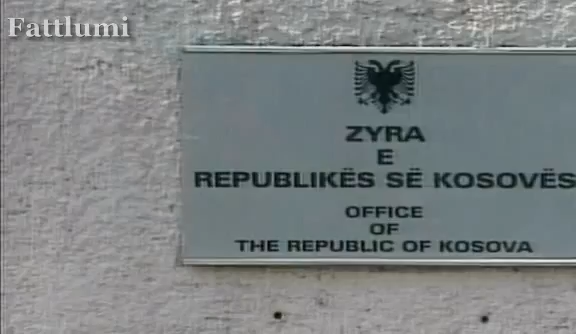 Fattlumi
ZYRA
E
REPUBLIKËS SË KOSOVËS
OFFICE
OF
THE REPUBLIC OF KOSOVA